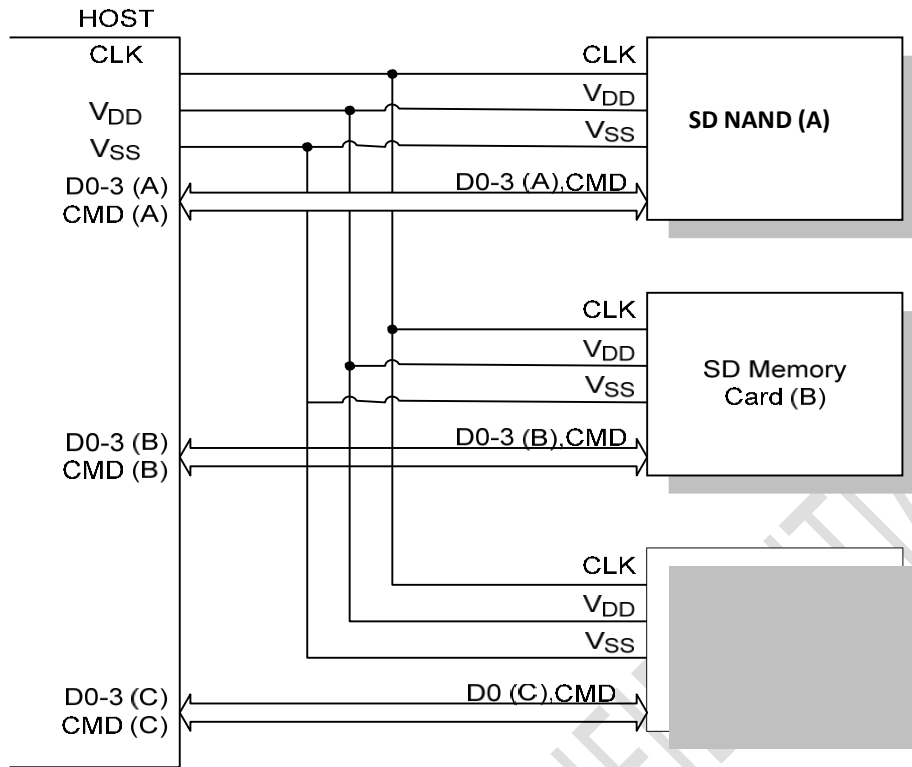 HOST
CLK
CLK
VDD
VDD
SD NAND (A)
VSS
VSS
D0-3 (A)
D0-3 (A),CMD
CMD (A)
CLK
VDD
SD Memory
VSS
Card (B)
D0-3 (B)
D0-3 (B),CMD
CMD (B)
CLK
VDD
VSS
D0-3 (C)
D0 (C),CMD
CMD (C)